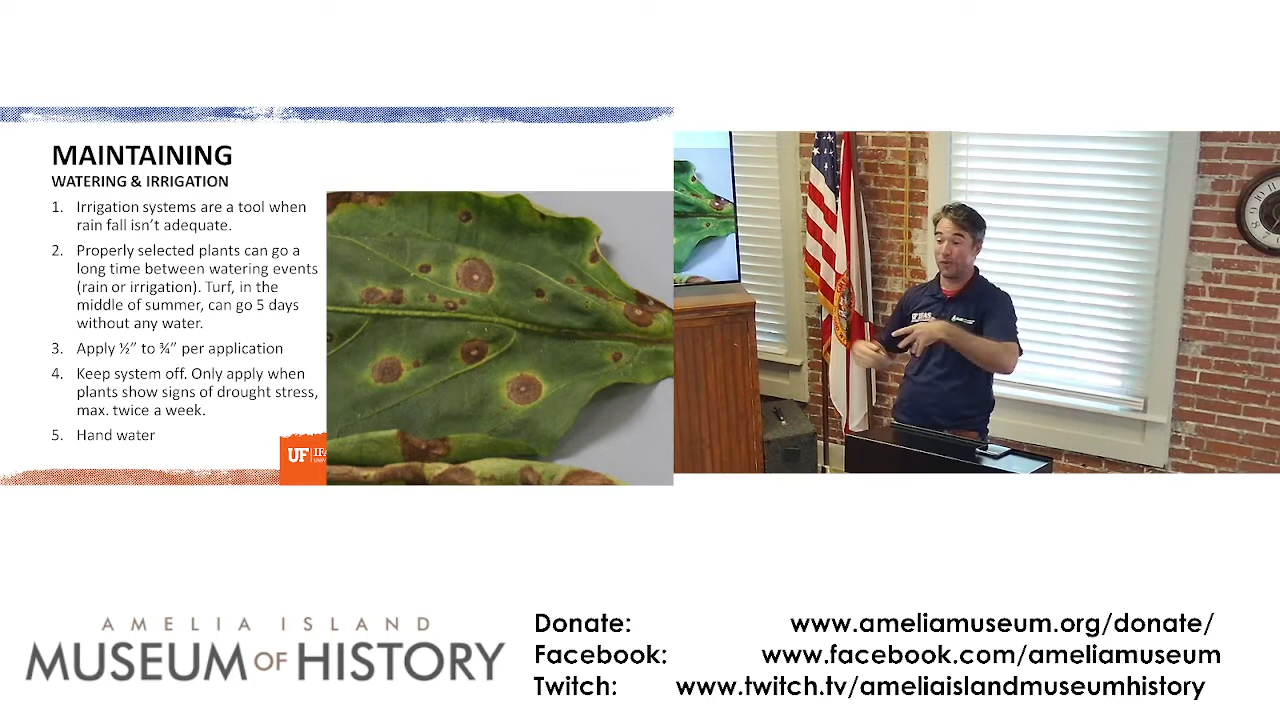 MAINTAINING
WATERING & IRRIGATION
1. Irrigation systems are a tool when
rain fall isn't adequate.
2. Properly selected plants can go a
long time between watering events
(rain or irrigation). Turf, in the
middle of summer, can go 5 days
without any water.
3. Apply ½” to ¾” per application
4. Keep system off. Only apply when
plants show signs of drought stress,
max. twice a week.
5. Hand water
UF
AMELIA ISLAND
MUSEUM OF HISTORY
Donate: www.ameliamuseum.org/donate/
Facebook: www.facebook.com/ameliamuseum
Twitch: www.twitch.tv/ameliaislandmuseumhistory